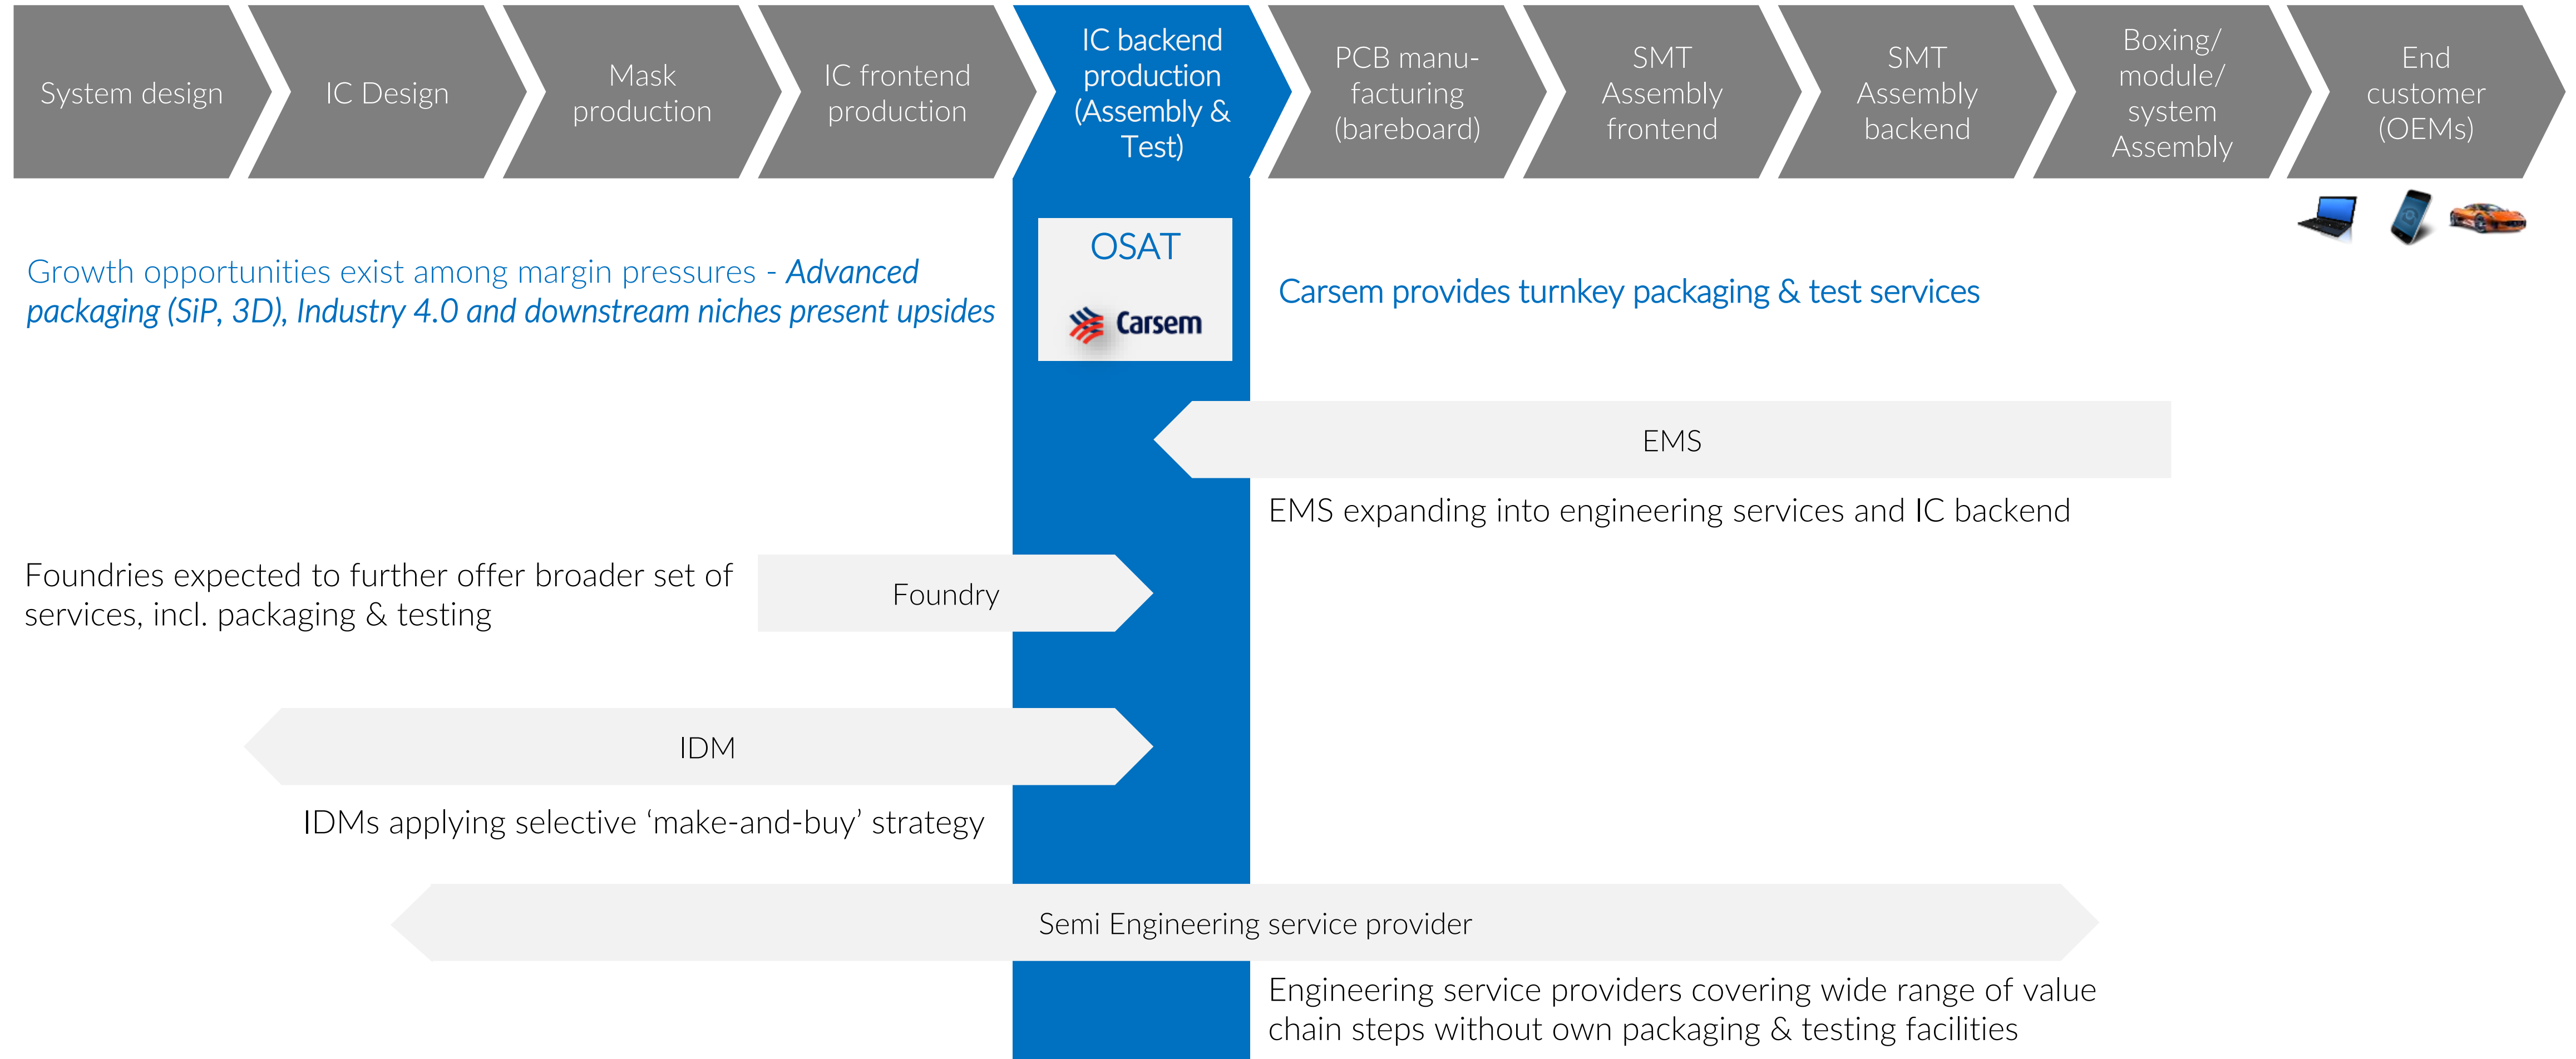 System design
IC Design
Mask
production
IC frontend
production
IC backend
production
(Assembly &
Test)
PCB manu-
facturing
(bareboard)
SMT
Assembly
frontend
SMT
Assembly
backend
Boxing/
module/
system
Assembly
End
customer
(OEMs)
Growth opportunities exist among margin pressures - Advanced
packaging (SiP, 3D), Industry 4.0 and downstream niches present upsides
OSAT
Carsem
Carsem provides turnkey packaging & test services
EMS
EMS expanding into engineering services and IC backend
Foundries expected to further offer broader set of
services, incl. packaging & testing
Foundry
IDM
IDMs applying selective ‘make-and-buy’ strategy
Semi Engineering service provider
Engineering service providers covering wide range of value
chain steps without own packaging & testing facilities